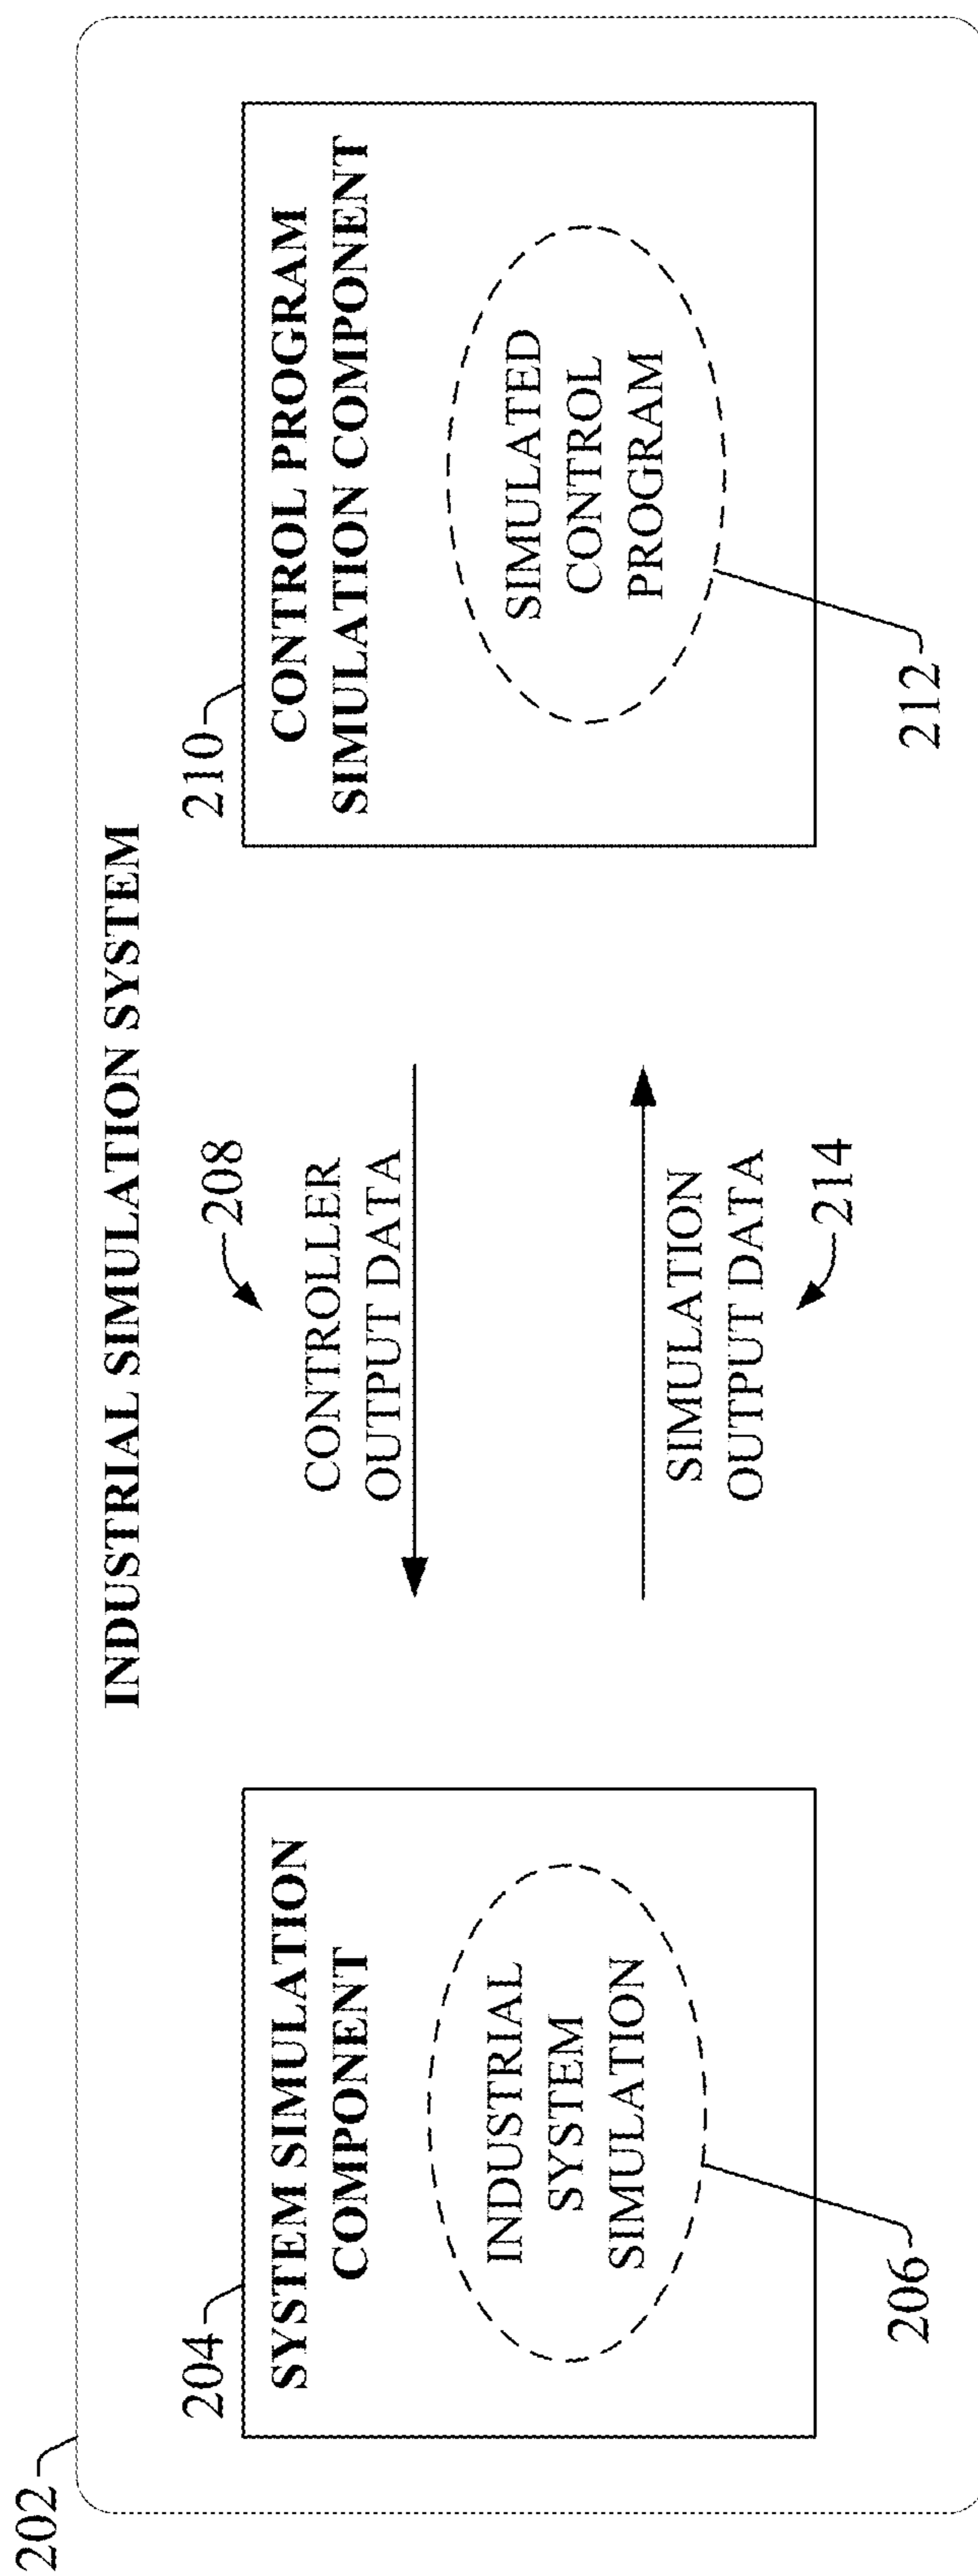 202
INDUSTRIAL SIMULATION SYSTEM
204
SYSTEM SIMULATION
COMPONENT
INDUSTRIAL
SYSTEM
SIMULATION
206
208
CONTROLLER
OUTPUT DATA
SIMULATION
OUTPUT DATA
214
210
CONTROL PROGRAM
SIMULATION COMPONENT
SIMULATED
CONTROL
PROGRAM
212